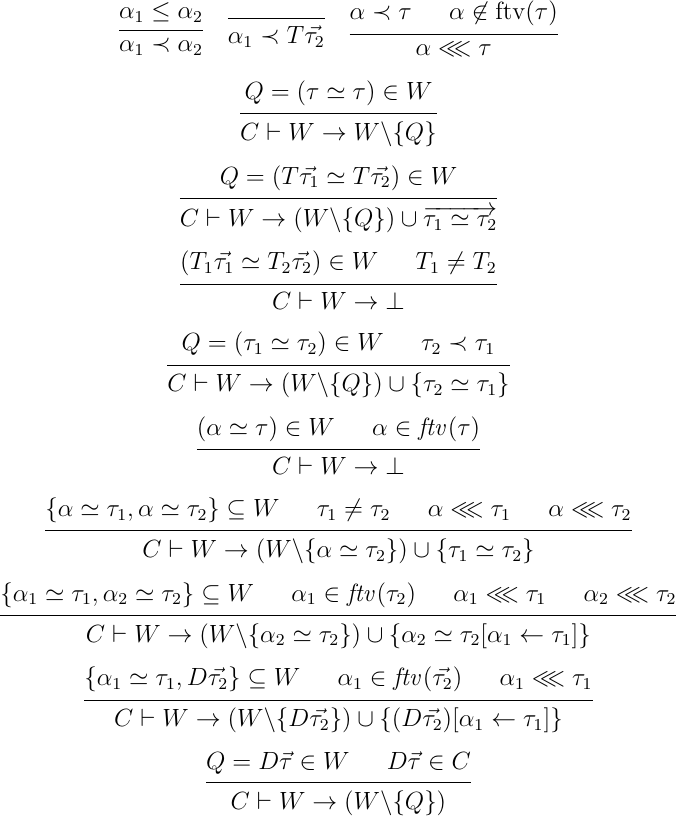 α₁ ≤ α₂   α ≺ τ   α ∉ ftv(τ)
α₁ ≺ α₂   α₁ ≺ Tτ⃗₂   α ⋘ τ
Q = (τ ≃ τ) ∈ W
C ⊢ W → W\{Q}
Q = (Tτ⃗₁ ≃ Tτ⃗₂) ∈ W
C ⊢ W → (W\{Q}) ∪ \overrightarrow{τ₁ ≃ τ₂}
(T₁τ⃗₁ ≃ T₂τ⃗₂) ∈ W   T₁ ≠ T₂
C ⊢ W → ⊥
Q = (τ₁ ≃ τ₂) ∈ W   τ₂ ≺ τ₁
C ⊢ W → (W\{Q}) ∪ {τ₂ ≃ τ₁}
(α ≃ τ) ∈ W   α ∈ ftv(τ)
C ⊢ W → ⊥
{α ≃ τ₁, α ≃ τ₂} ⊆ W   τ₁ ≠ τ₂   α ⋘ τ₁   α ⋘ τ₂
C ⊢ W → (W\{α ≃ τ₂}) ∪ {τ₁ ≃ τ₂}
{α₁ ≃ τ₁, α₂ ≃ τ₂} ⊆ W   α₁ ∈ ftv(τ₂)   α₁ ⋘ τ₁   α₂ ⋘ τ₂
C ⊢ W → (W\{α₂ ≃ τ₂}) ∪ {α₂ ≃ τ₂[α₁ ← τ₁]}
{α₁ ≃ τ₁, Dτ⃗₂} ⊆ W   α₁ ∈ ftv(τ⃗₂)   α₁ ⋘ τ₁
C ⊢ W → (W\{Dτ⃗₂}) ∪ {(Dτ⃗₂)[α₁ ← τ₁]}
Q = Dτ⃗ ∈ W   Dτ⃗ ∈ C
C ⊢ W → (W\{Q})